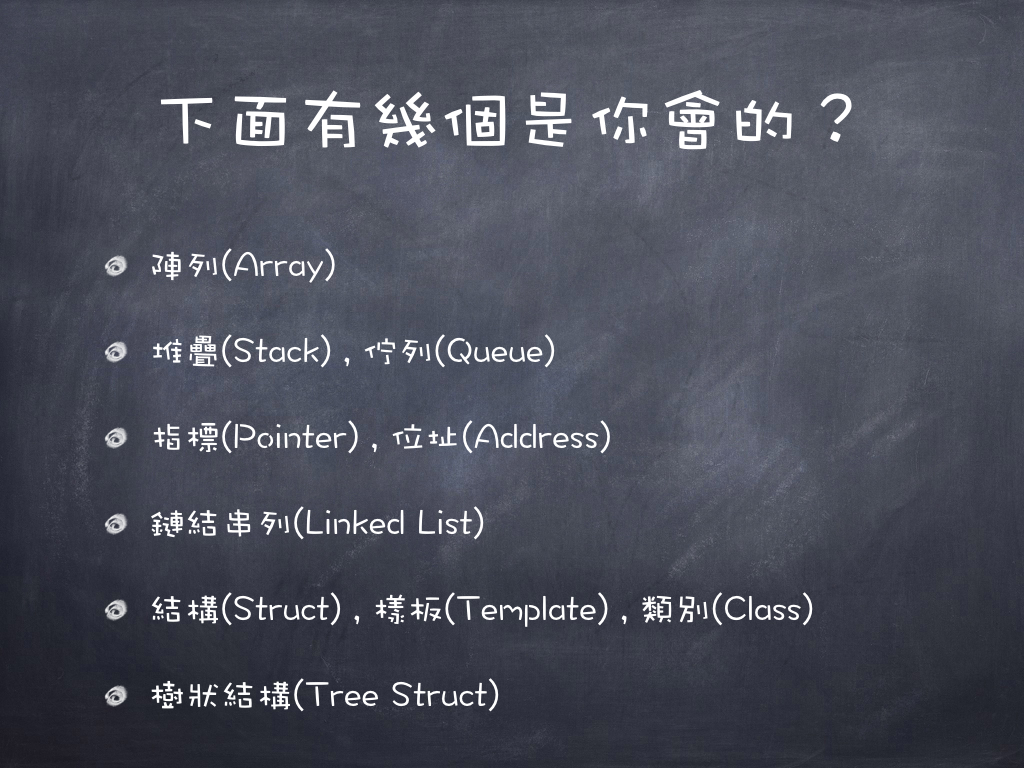 下面有幾個是你會的？
陣列(Array)
堆疊(Stack)，佇列(Queue)
指標(Pointer)，位址(Address)
鏈結串列(Linked List)
結構(Struct)，樣板(Template)，類別(Class)
樹狀結構(Tree Struct)